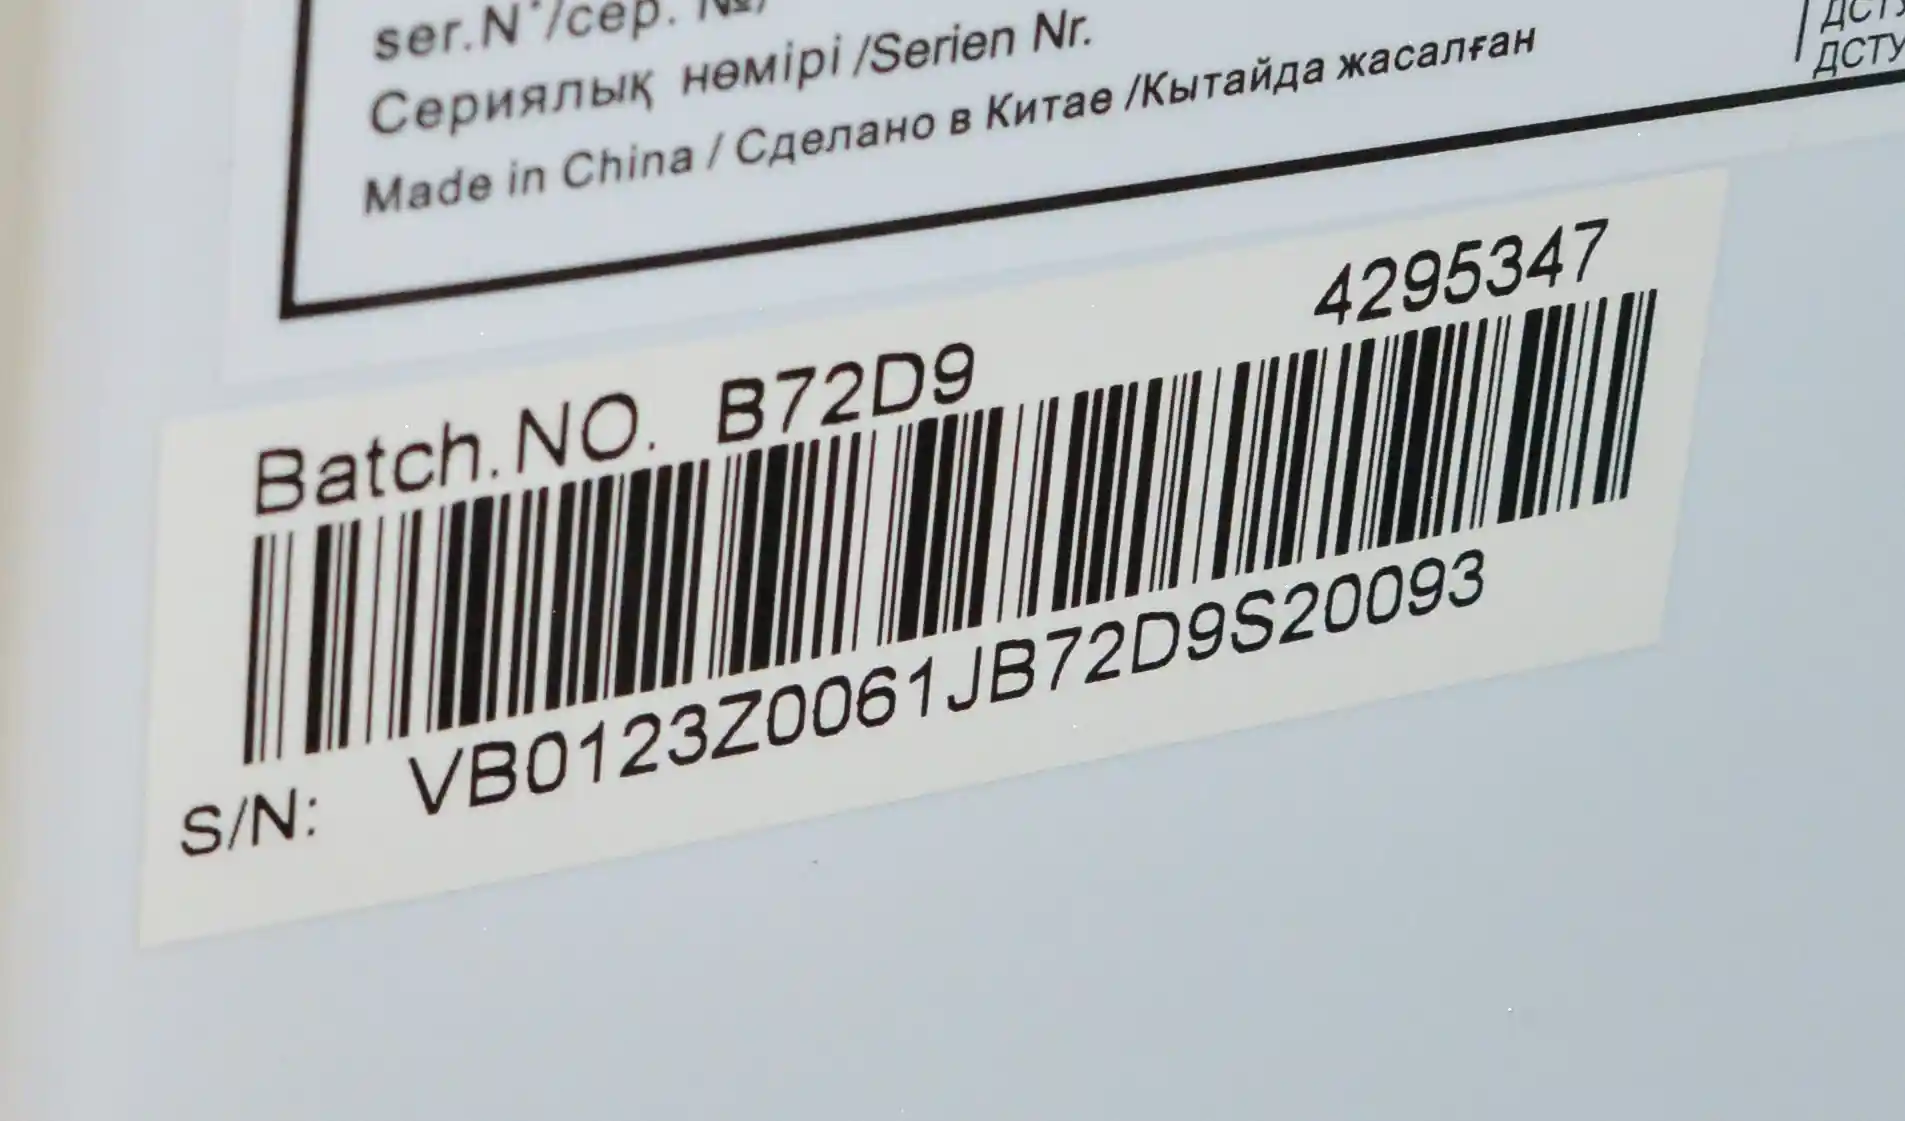 ser.N°/сер. №/
Сериялық нөмірі /Serien Nr.
Made in China / Сделано в Китае /Кытайда жасалған
ДСТУ
ДСТУ
4295347
Batch.NO. B72D9
S/N: VB0123Z0061JB72D9S20093